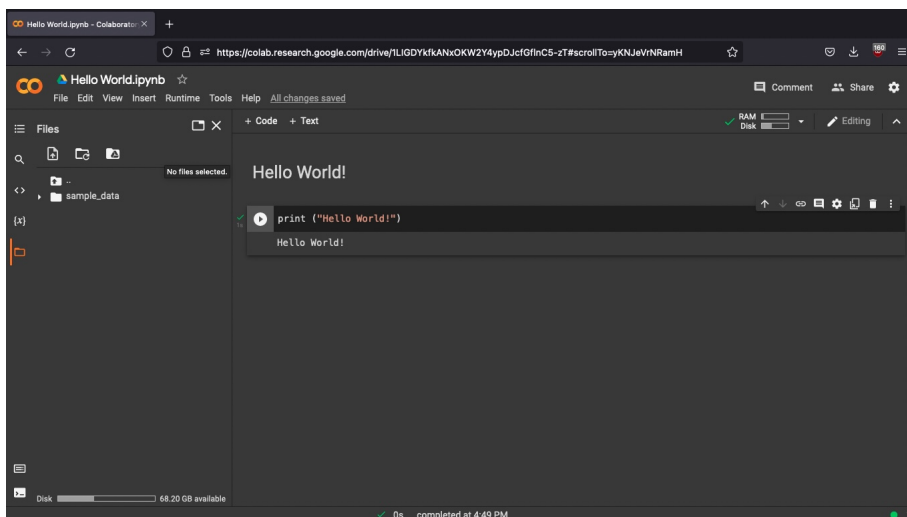 Hello World.ipynb - Colaborator
https://colab.research.google.com/drive/1LIGDYkfkANxOKW2Y4ypDJcfGfInC5-zT#scrollTo=yKNJeVrNRamH
160
Hello World.ipynb
Comment
Share
File Edit View Insert Runtime Tools Help All changes saved
Files
+ Code + Text
RAM
Disk
Editing
No files selected.
..
sample_data
{x}
Hello World!
1s
print ("Hello World!")
Hello World!
Disk
68.20 GB available
0s completed at 4:49 PM